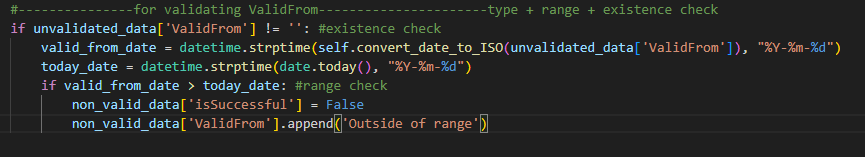 #---------------for validating ValidFrom----------------------type + range + existence check
if unvalidated_data['ValidFrom'] != '': #existence check
    valid_from_date = datetime.strptime(self.convert_date_to_ISO(unvalidated_data['ValidFrom']), "%Y-%m-%d")
    today_date = datetime.strptime(date.today(), "%Y-%m-%d")
    if valid_from_date > today_date: #range check
        non_valid_data['isSuccessful'] = False
        non_valid_data['ValidFrom'].append('Outside of range')